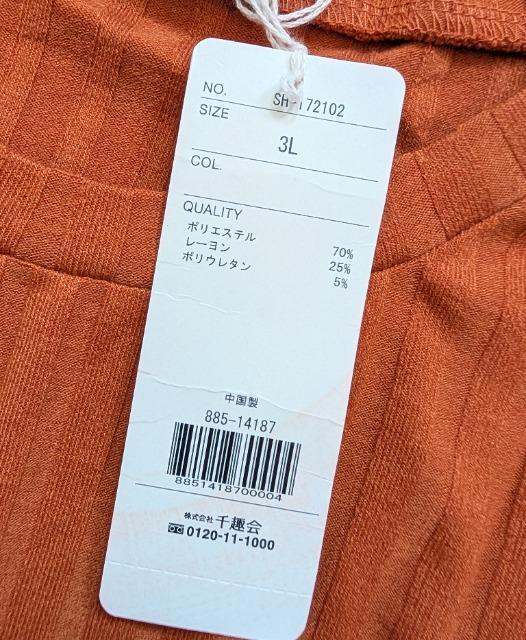 NO. SH-172102
SIZE
3L
COL.
QUALITY
ポリエステル 70%
レーヨン 25%
ポリウレタン 5%
中国製
885-14187
8851418700004
株式会社 千趣会
0120-11-1000